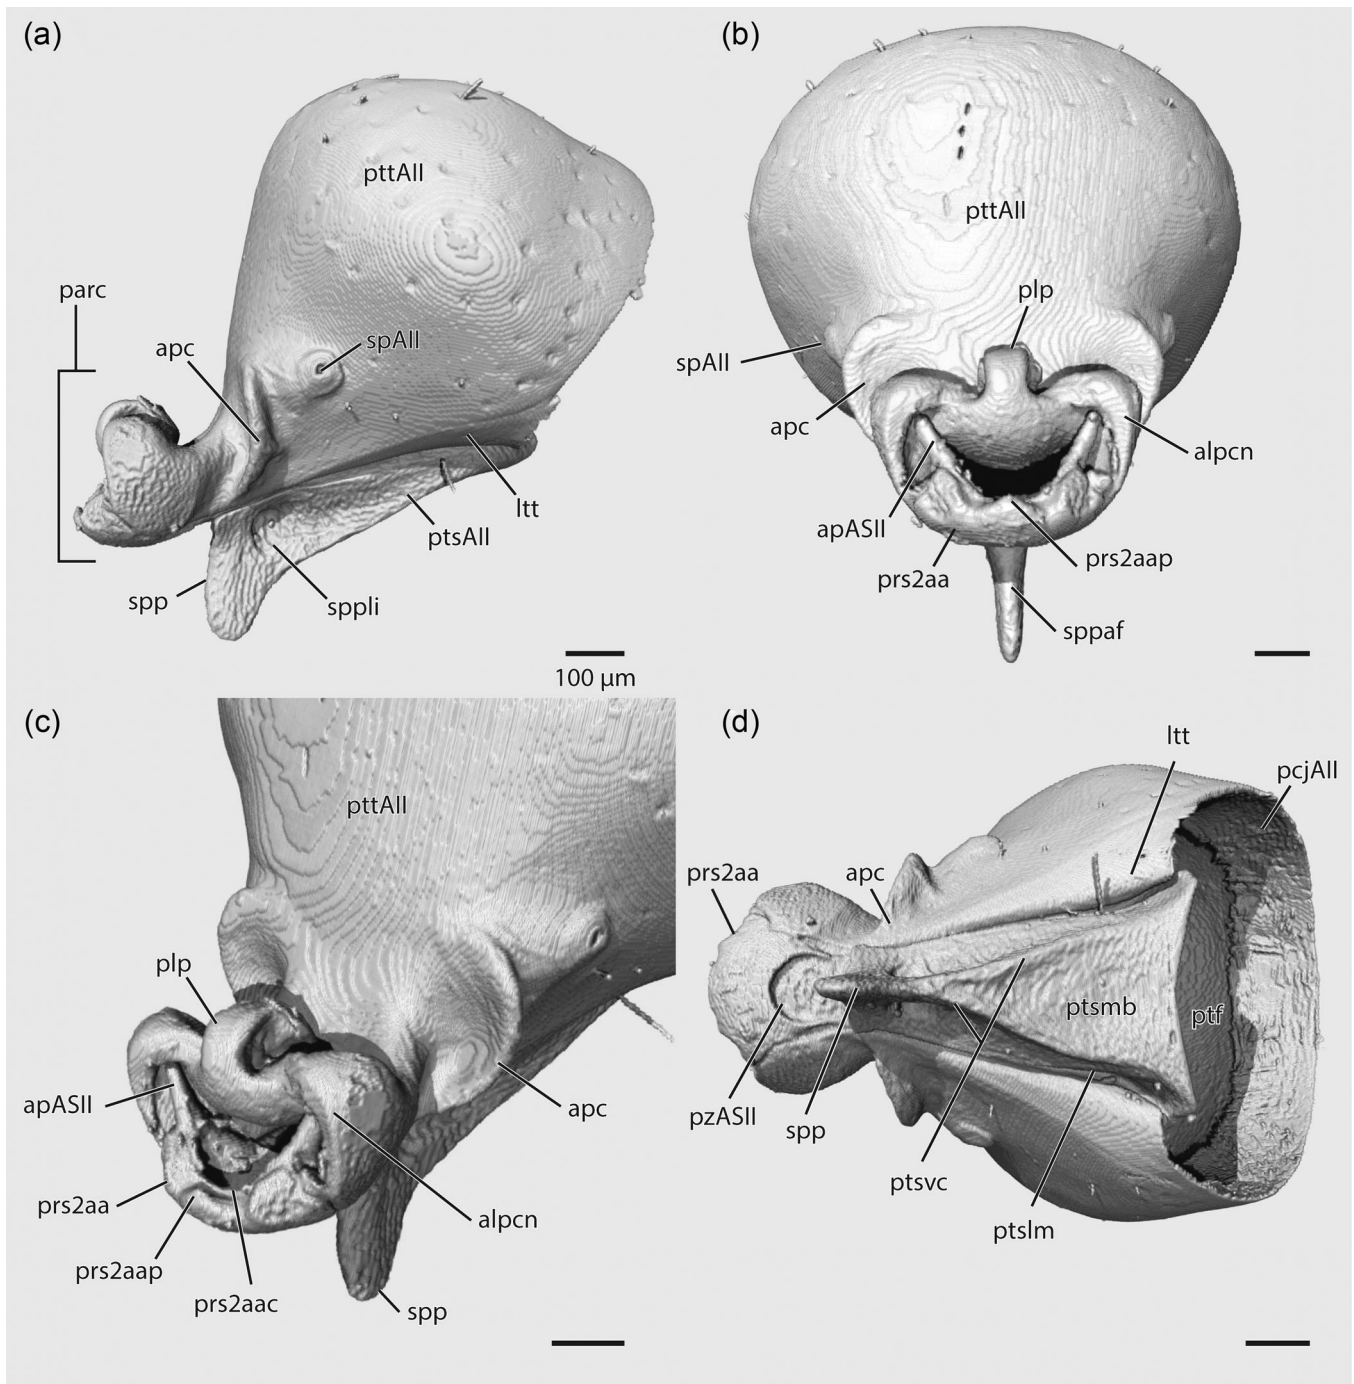 (a)
pttAII
parc
apc
spAII
ltt
ptsAII
spp
sppli
100 µm
(b)
pttAII
plp
spAII
apc
alpcn
apASII
prs2aap
prs2aa
sppaf
(c)
pttAII
plp
apASII
apc
prs2aa
alpcn
prs2aap
prs2aac
spp
(d)
ltt
pcjAII
prs2aa
apc
ptsmb
ptf
pzASII
spp
ptsvc
ptslm